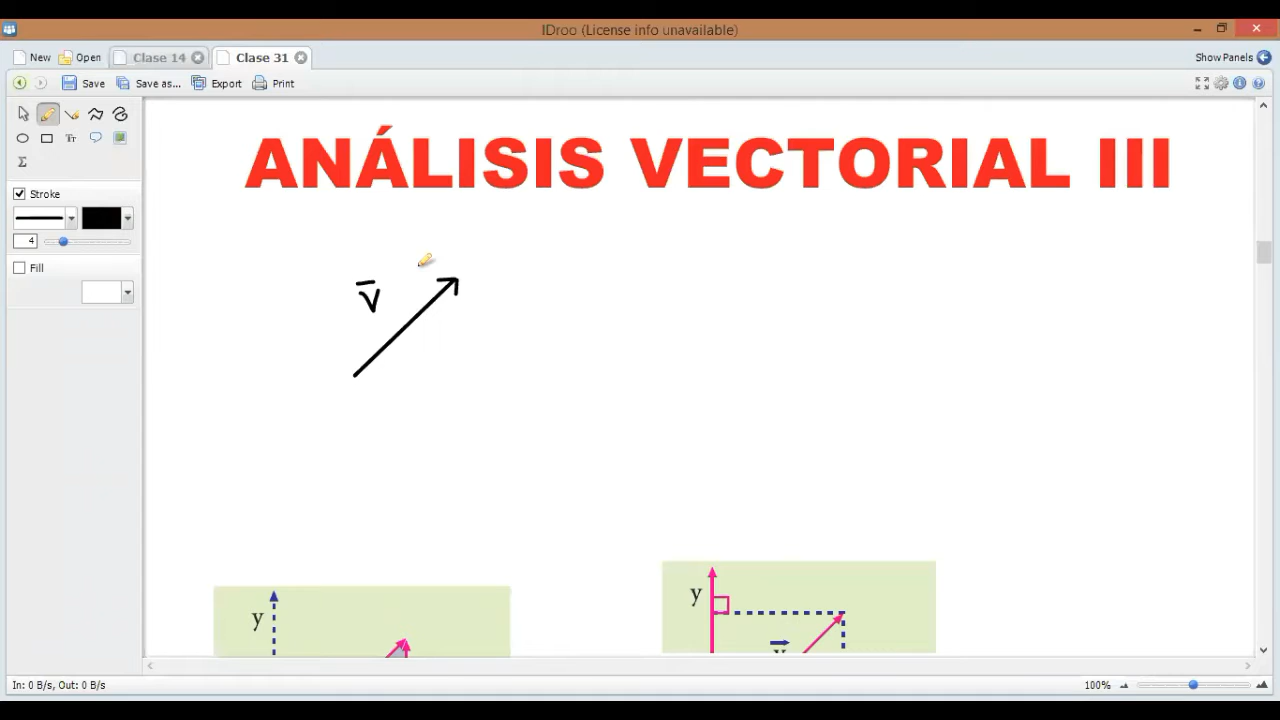 IDroo (License info unavailable)
New Open Clase 14 Clase 31 Show Panels
Save Save as... Export Print
Tr
Σ
Stroke
4
Fill
ANÁLISIS VECTORIAL III
v̅
y
y
In: 0 B/s, Out: 0 B/s 100%